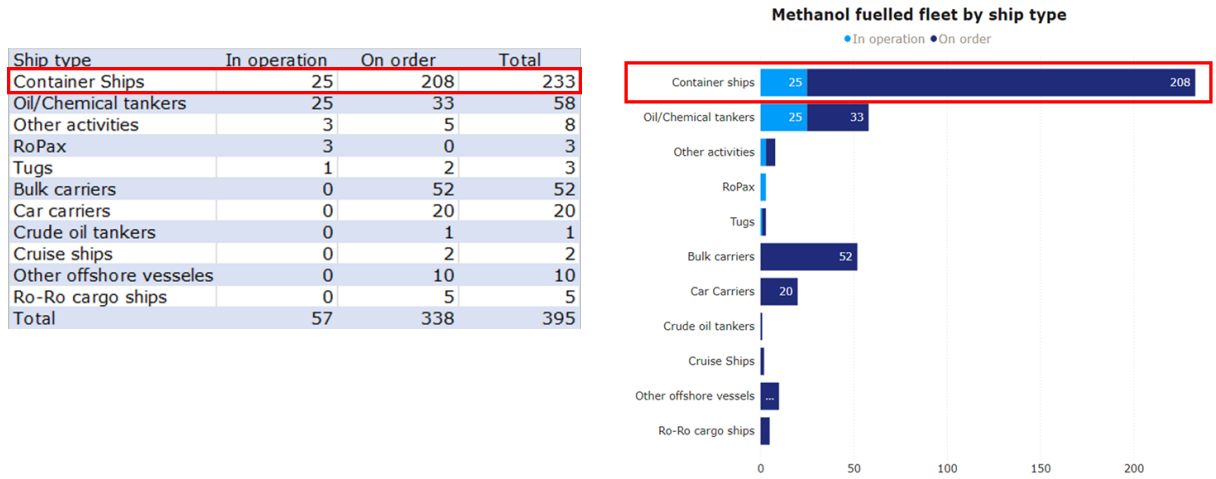 Ship type In operation On order Total
Container Ships 25 208 233
Oil/Chemical tankers 25 33 58
Other activities 3 5 8
RoPax 3 0 3
Tugs 1 2 3
Bulk carriers 0 52 52
Car carriers 0 20 20
Crude oil tankers 0 1 1
Cruise ships 0 2 2
Other offshore vesseles 0 10 10
Ro-Ro cargo ships 0 5 5
Total 57 338 395
Methanol fuelled fleet by ship type
In operation On order
Container ships 25 208
Oil/Chemical tankers 25 33
Other activities
RoPax
Tugs
Bulk carriers 52
Car Carriers 20
Crude oil tankers
Cruise Ships
Other offshore vessels ...
Ro-Ro cargo ships
0 50 100 150 200